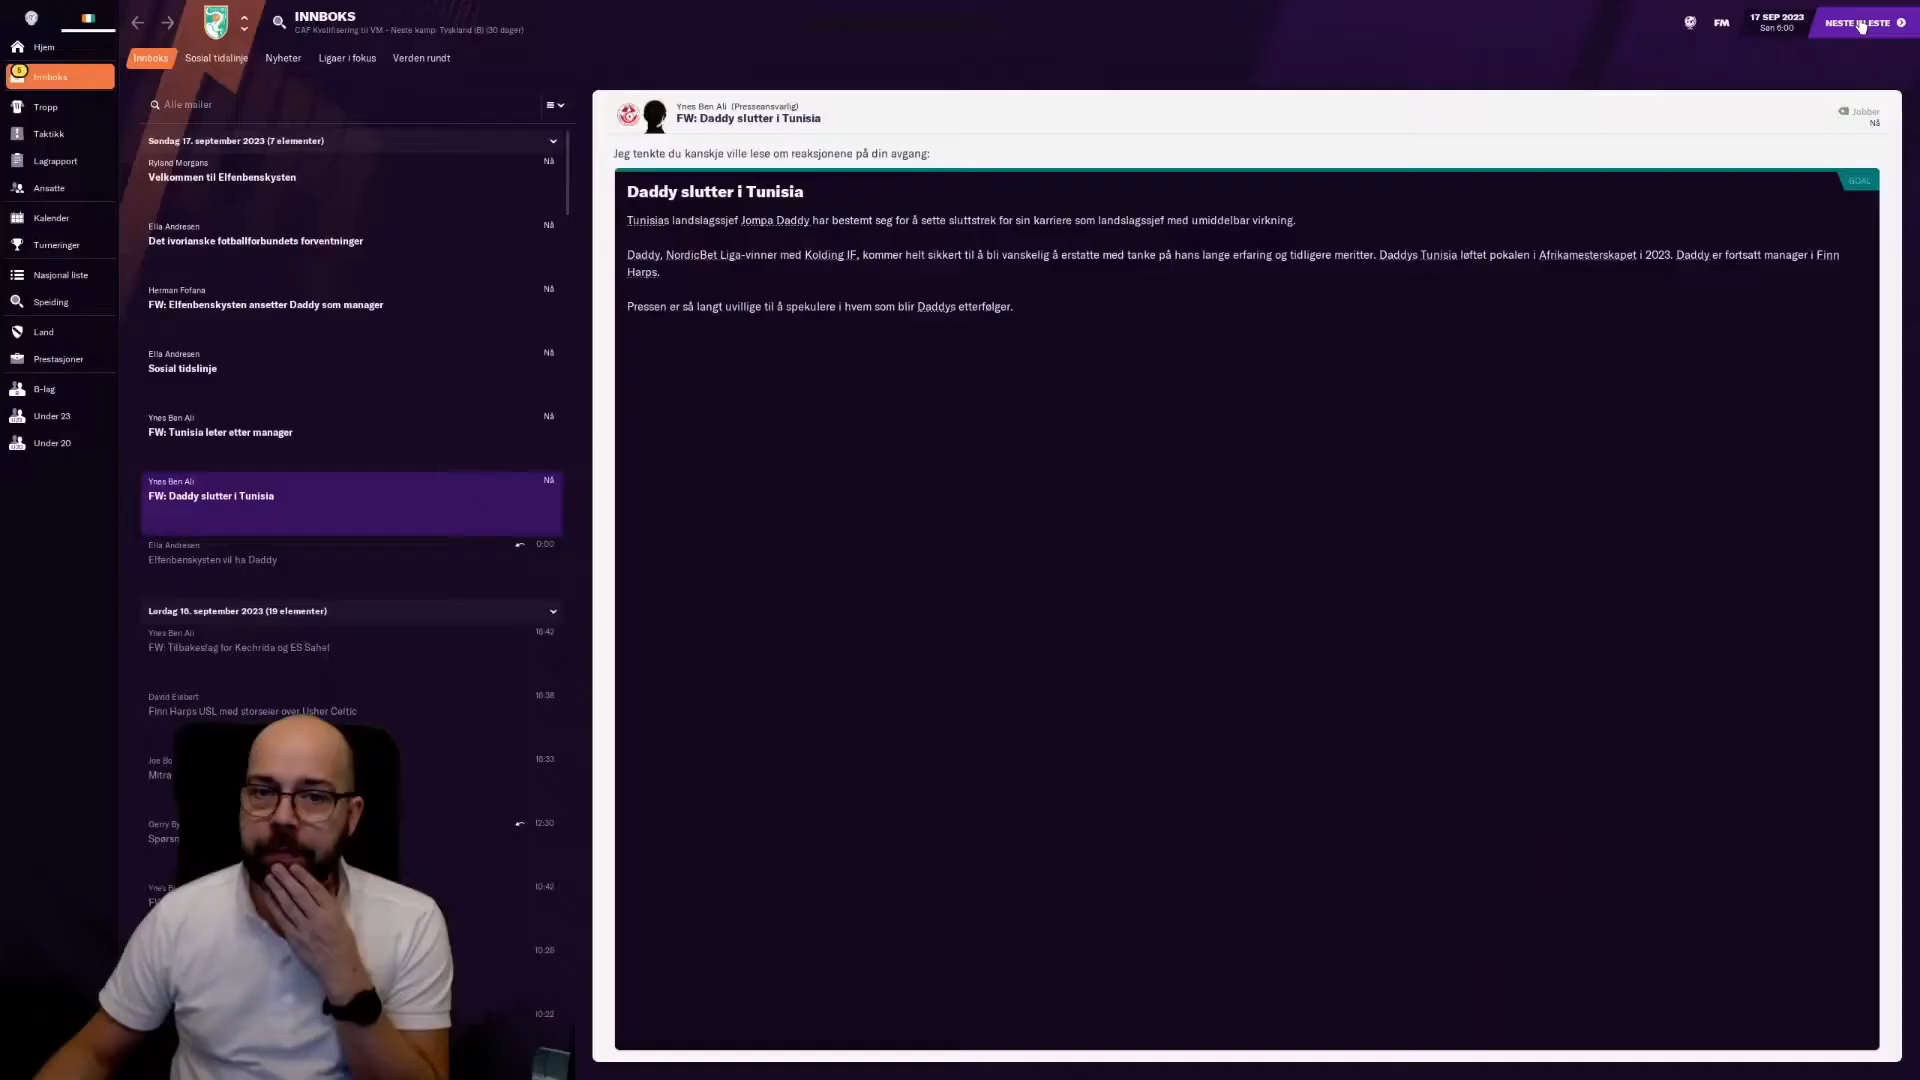 INNBOKS
CAF Kvalifisering til VM - Neste kamp: Tyskland (B) (30 dager)
FM
17 SEP 2023
Søn 6:00
Innboks
Sosial tidslinje
Nyheter
Ligaer i fokus
Verden rundt
Hjem
5
Innboks
Tropp
Taktikk
Lagrapport
Ansatte
Kalender
Turneringer
Nasjonal liste
Speiding
Land
Prestasjoner
B-lag
Under 23
Under 20
Alle mailer
Søndag 17. september 2023 (7 elementer)
Ryland Morgans
Nå
Velkommen til Elfenbenskysten
Ella Andresen
Nå
Det ivorianske fotballforbundets forventninger
Herman Fofana
Nå
FW: Elfenbenskysten ansetter Daddy som manager
Ella Andresen
Nå
Sosial tidslinje
Ynes Ben Ali
Nå
FW: Tunisia leter etter manager
Ynes Ben Ali
Nå
FW: Daddy slutter i Tunisia
Ella Andresen
0:00
Elfenbenskysten vil ha Daddy
Lørdag 16. september 2023 (19 elementer)
Ynes Ben Ali
16:42
FW: Tilbakeslag for Kechrida og ES Sahel
David Elebert
16:38
Finn Harps USL med storseier over Usher Celtic
Joe
16:33
Mitra
Gerry
12:30
10:42
10:28
10:22
Ynes Ben Ali (Presseansvarlig)
FW: Daddy slutter i Tunisia
Jobber
Nå
Jeg tenkte du kanskje ville lese om reaksjonene på din avgang:
GOAL
Daddy slutter i Tunisia
Tunisias landslagssjef Jompa Daddy har bestemt seg for å sette sluttstrek for sin karriere som landslagssjef med umiddelbar virkning.
Daddy, NordicBet Liga-vinner med Kolding IF, kommer helt sikkert til å bli vanskelig å erstatte med tanke på hans lange erfaring og tidligere meritter. Daddys Tunisia løftet pokalen i Afrikamesterskapet i 2023. Daddy er fortsatt manager i Finn
Harps.
Pressen er så langt uvillige til å spekulere i hvem som blir Daddys etterfølger.